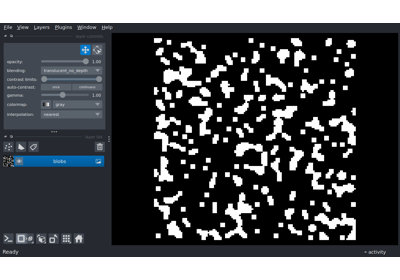 File View Layers Plugins Window Help
opacity: 1.00
blending: translucent_no_depth
contrast limits:
auto-contrast: once continuous
gamma: 1.00
colormap: gray
interpolation: nearest
blobs
Ready
activity